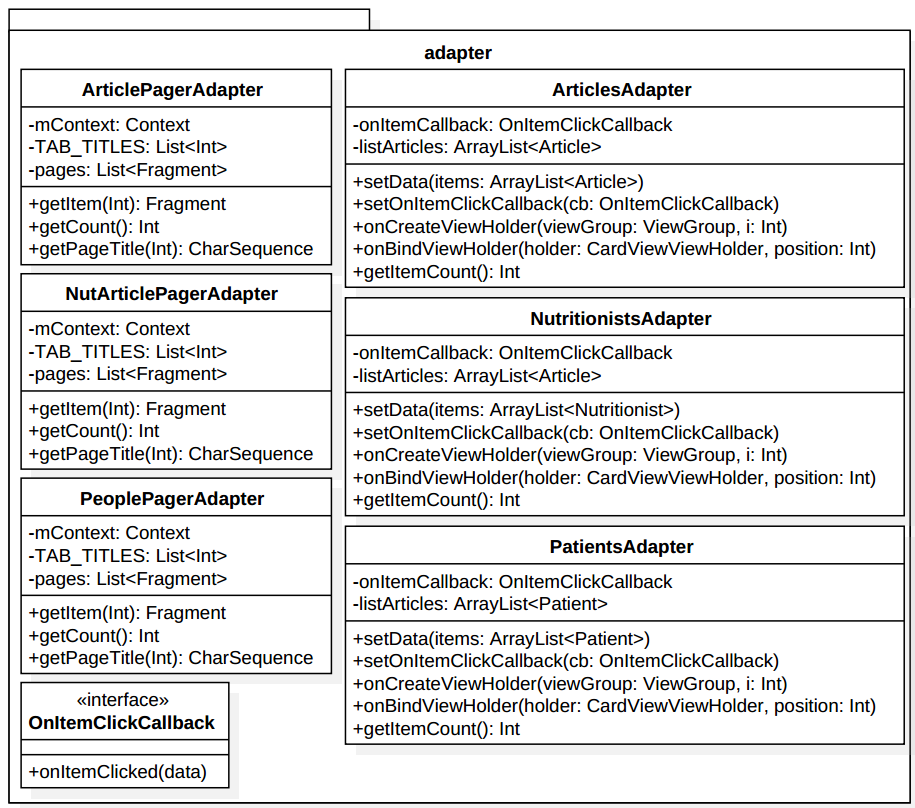 adapter
ArticlePagerAdapter
-mContext: Context
-TAB_TITLES: List<Int>
-pages: List<Fragment>
+getItem(Int): Fragment
+getCount(): Int
+getPageTitle(Int): CharSequence
NutArticlePagerAdapter
-mContext: Context
-TAB_TITLES: List<Int>
-pages: List<Fragment>
+getItem(Int): Fragment
+getCount(): Int
+getPageTitle(Int): CharSequence
PeoplePagerAdapter
-mContext: Context
-TAB_TITLES: List<Int>
-pages: List<Fragment>
+getItem(Int): Fragment
+getCount(): Int
+getPageTitle(Int): CharSequence
«interface»
OnItemClickCallback
+onItemClicked(data)
ArticlesAdapter
-onItemCallback: OnItemClickCallback
-listArticles: ArrayList<Article>
+setData(items: ArrayList<Article>)
+setOnItemClickCallback(cb: OnItemClickCallback)
+onCreateViewHolder(viewGroup: ViewGroup, i: Int)
+onBindViewHolder(holder: CardViewViewHolder, position: Int)
+getItemCount(): Int
NutritionistsAdapter
-onItemCallback: OnItemClickCallback
-listArticles: ArrayList<Article>
+setData(items: ArrayList<Nutritionist>)
+setOnItemClickCallback(cb: OnItemClickCallback)
+onCreateViewHolder(viewGroup: ViewGroup, i: Int)
+onBindViewHolder(holder: CardViewViewHolder, position: Int)
+getItemCount(): Int
PatientsAdapter
-onItemCallback: OnItemClickCallback
-listArticles: ArrayList<Patient>
+setData(items: ArrayList<Patient>)
+setOnItemClickCallback(cb: OnItemClickCallback)
+onCreateViewHolder(viewGroup: ViewGroup, i: Int)
+onBindViewHolder(holder: CardViewViewHolder, position: Int)
+getItemCount(): Int